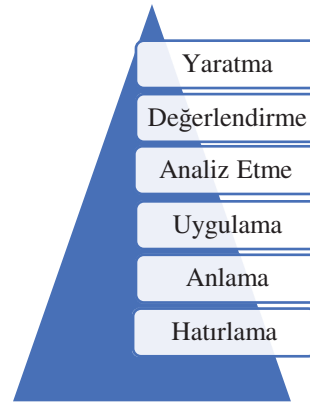 Yaratma
Değerlendirme
Analiz Etme
Uygulama
Anlama
Hatırlama